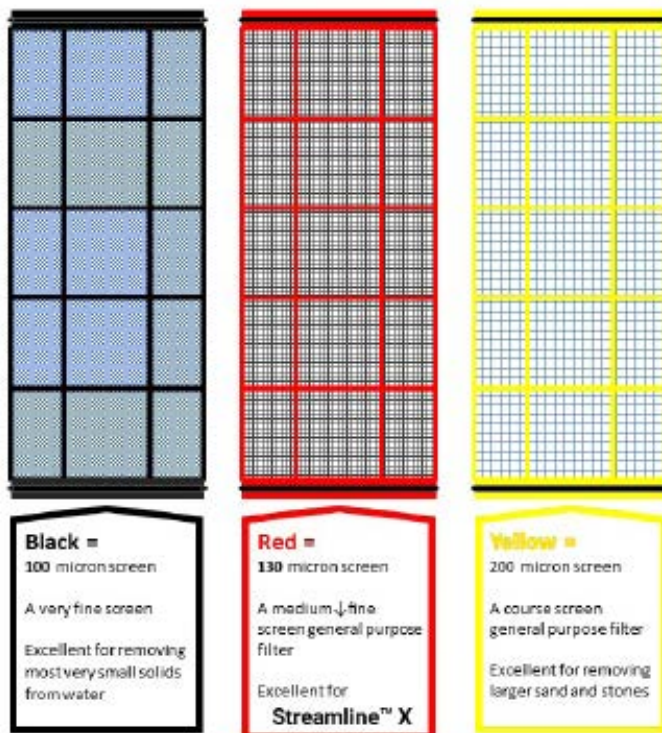 Black =
100 micron screen
A very fine screen
Excellent for removing
most very small solids
from water
Red =
130 micron screen
A medium↓fine
screen general purpose
filter
Excellent for
Streamline™ X
Yellow =
200 micron screen
A course screen
general purpose filter
Excellent for removing
larger sand and stones